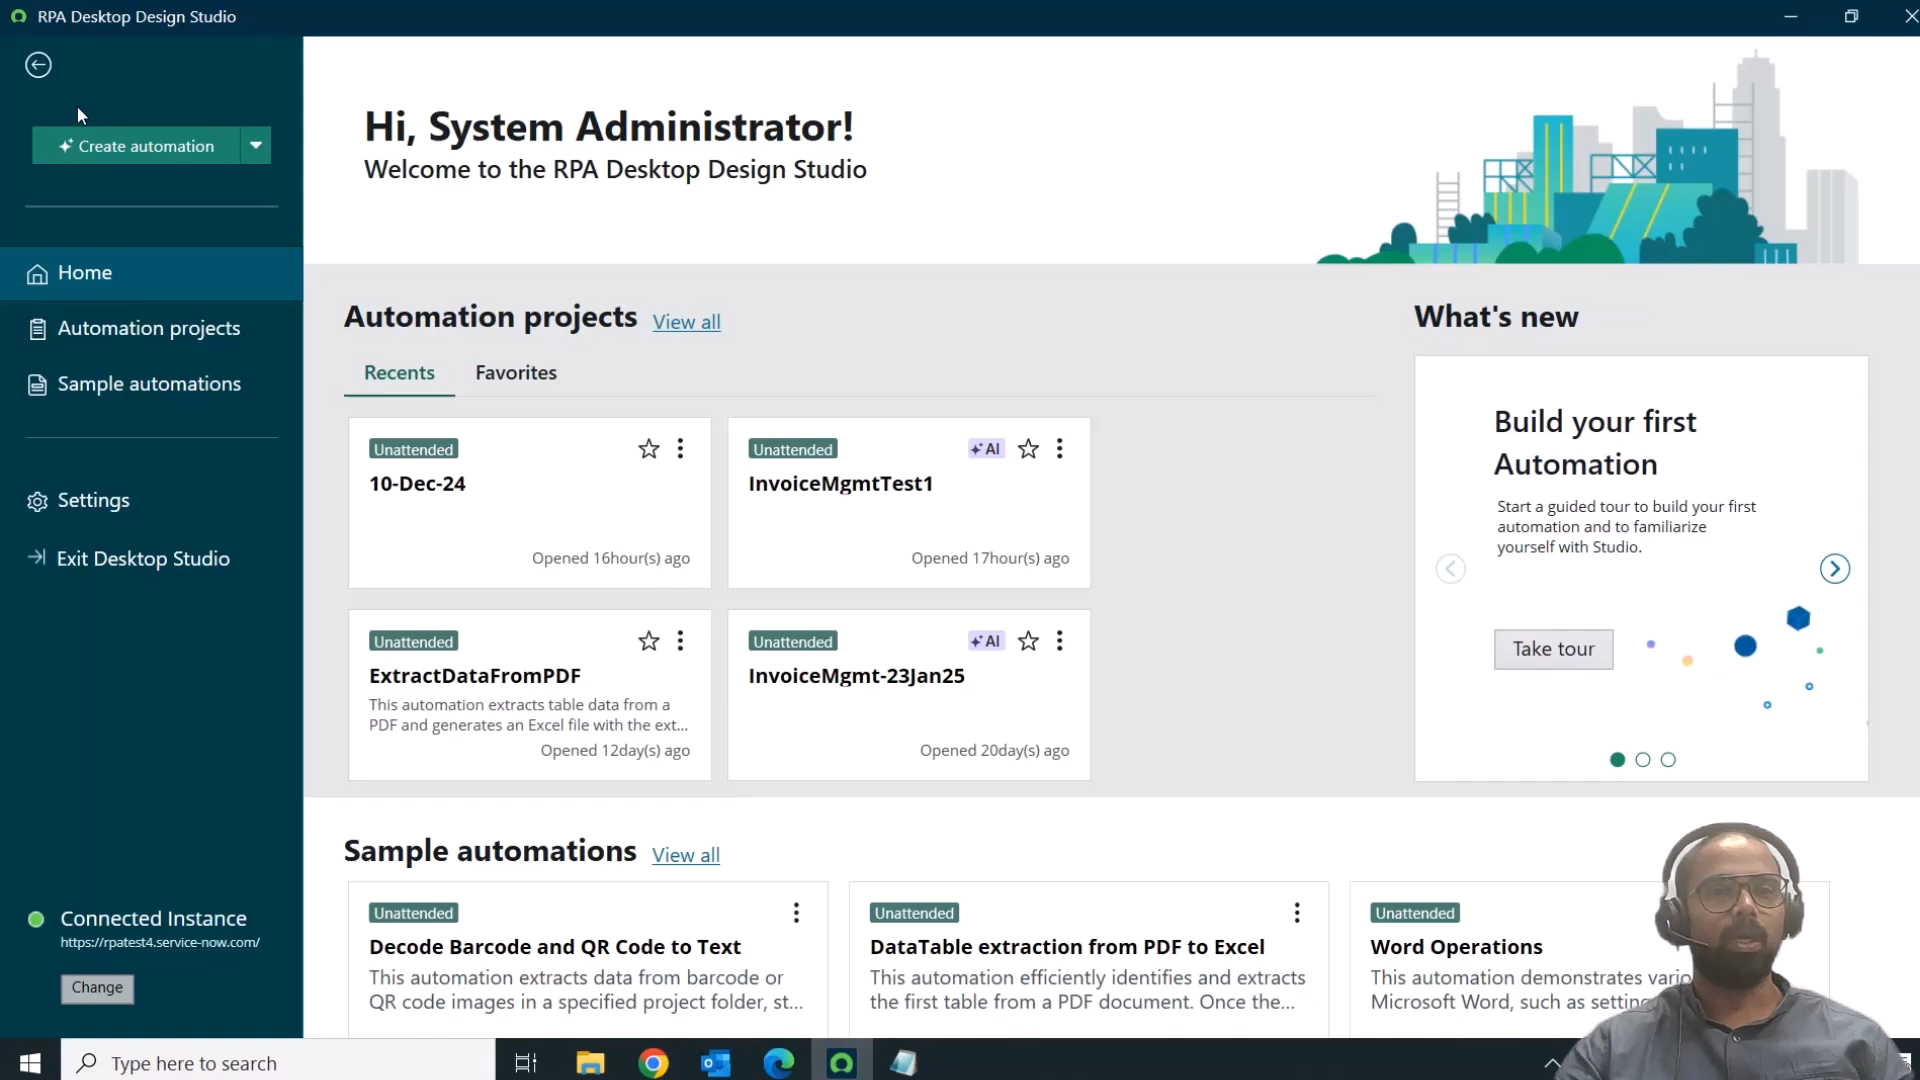 RPA Desktop Design Studio
Create automation
Home
Automation projects
Sample automations
Settings
Exit Desktop Studio
Connected Instance
https://rpatest4.service-now.com/
Change
Hi, System Administrator!
Welcome to the RPA Desktop Design Studio
Automation projects View all
Recents Favorites
Unattended
10-Dec-24
Opened 16hour(s) ago
Unattended AI
InvoiceMgmtTest1
Opened 17hour(s) ago
Unattended
ExtractDataFromPDF
This automation extracts table data from a
PDF and generates an Excel file with the ext...
Opened 12day(s) ago
Unattended AI
InvoiceMgmt-23Jan25
Opened 20day(s) ago
What's new
Build your first
Automation
Start a guided tour to build your first
automation and to familiarize
yourself with Studio.
Take tour
Sample automations View all
Unattended
Decode Barcode and QR Code to Text
This automation extracts data from barcode or
QR code images in a specified project folder, st...
Unattended
DataTable extraction from PDF to Excel
This automation efficiently identifies and extracts
the first table from a PDF document. Once the...
Unattended
Word Operations
This automation demonstrates
Microsoft Word, such as
Type here to search